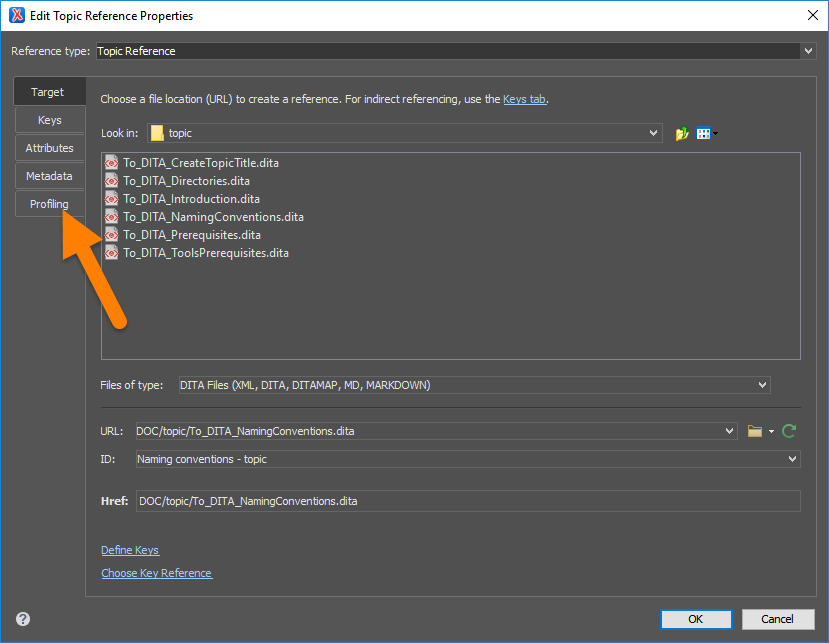 Edit Topic Reference Properties
Reference type: Topic Reference
Target
Keys
Attributes
Metadata
Profiling
Choose a file location (URL) to create a reference. For indirect referencing, use the Keys tab.
Look in: topic
To_DITA_CreateTopicTitle.dita
To_DITA_Directories.dita
To_DITA_Introduction.dita
To_DITA_NamingConventions.dita
To_DITA_Prerequisites.dita
To_DITA_ToolsPrerequisites.dita
Files of type: DITA Files (XML, DITA, DITAMAP, MD, MARKDOWN)
URL: DOC/topic/To_DITA_NamingConventions.dita
ID: Naming conventions - topic
Href: DOC/topic/To_DITA_NamingConventions.dita
Define Keys
Choose Key Reference
?
OK Cancel